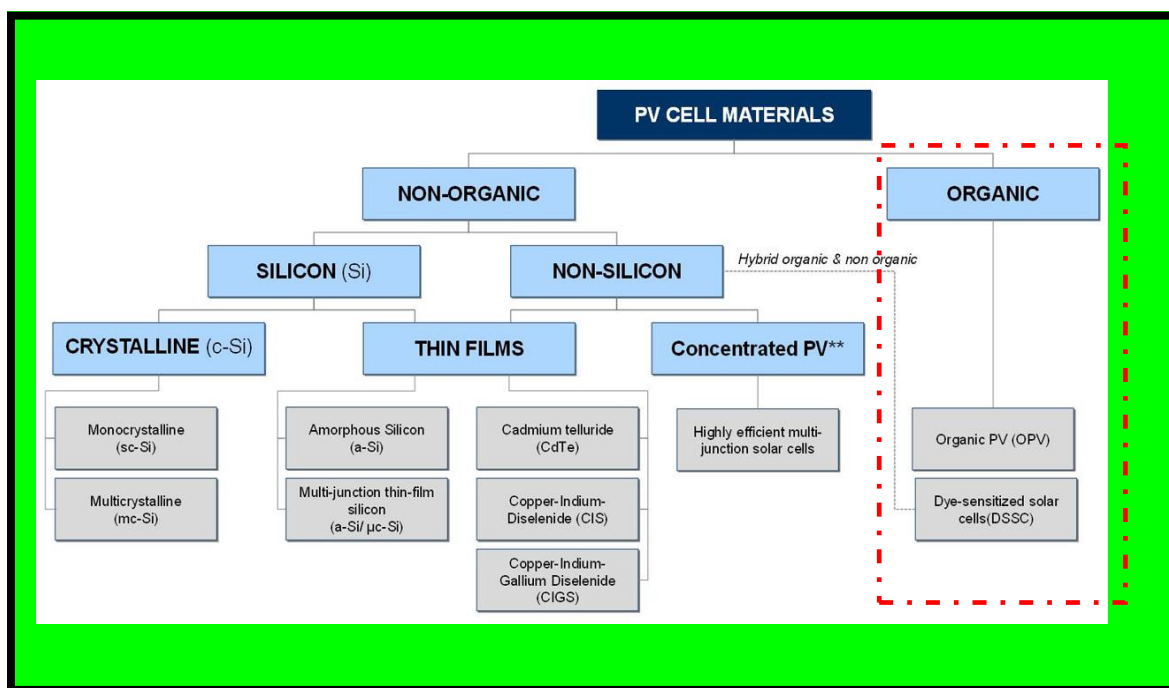 PV CELL MATERIALS
NON-ORGANIC
ORGANIC
SILICON (Si)
NON-SILICON
Hybrid organic & non organic
CRYSTALLINE (c-Si)
THIN FILMS
Concentrated PV**
Monocrystalline
(sc-Si)
Multicrystalline
(mc-Si)
Amorphous Silicon
(a-Si)
Multi-junction thin-film
silicon
(a-Si/ µc-Si)
Cadmium telluride
(CdTe)
Copper-Indium-
Diselenide (CIS)
Copper-Indium-
Gallium Diselenide
(CIGS)
Highly efficient multi-
junction solar cells
Organic PV (OPV)
Dye-sensitized solar
cells(DSSC)